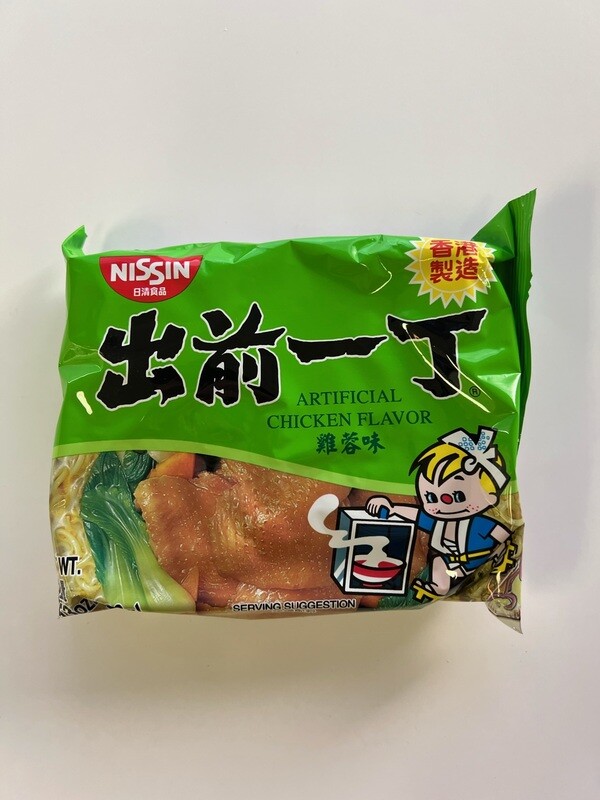 NISSIN
日清食品
香港
製造
出前一丁®
ARTIFICIAL
CHICKEN FLAVOR
雞蓉味
WT.
SERVING SUGGESTION